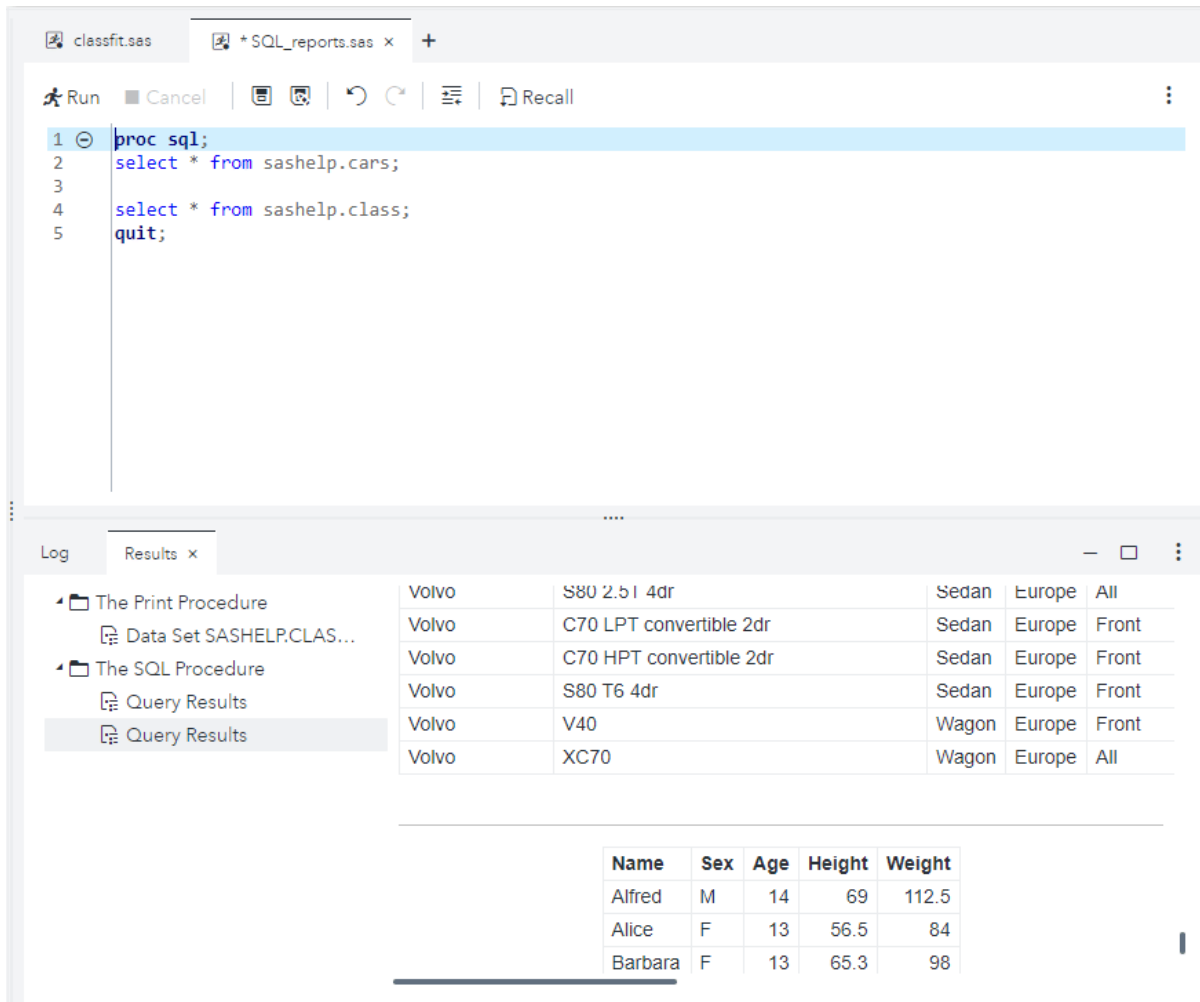 classfit.sas * SQL_reports.sas × +
Run Cancel Recall
1 proc sql;
2 select * from sashelp.cars;
3
4 select * from sashelp.class;
5 quit;
Log Results ×
The Print Procedure
Data Set SASHELP.CLAS...
The SQL Procedure
Query Results
Query Results
Volvo S80 2.5T 4dr Sedan Europe All
Volvo C70 LPT convertible 2dr Sedan Europe Front
Volvo C70 HPT convertible 2dr Sedan Europe Front
Volvo S80 T6 4dr Sedan Europe Front
Volvo V40 Wagon Europe Front
Volvo XC70 Wagon Europe All
Name Sex Age Height Weight
Alfred M 14 69 112.5
Alice F 13 56.5 84
Barbara F 13 65.3 98